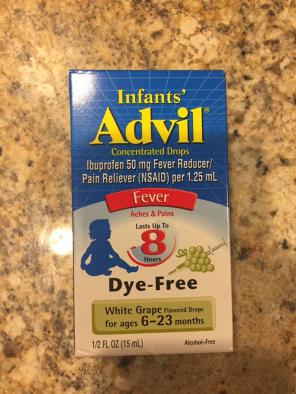 Infants'
Advil®
Concentrated Drops
Ibuprofen 50 mg Fever Reducer/
Pain Reliever (NSAID) per 1.25 mL
Fever
Aches & Pains
Lasts Up To
8
Hours
Dye-Free
White Grape Flavored Drops
for ages 6-23 months
1/2 FL OZ (15 mL)
Alcohol-Free